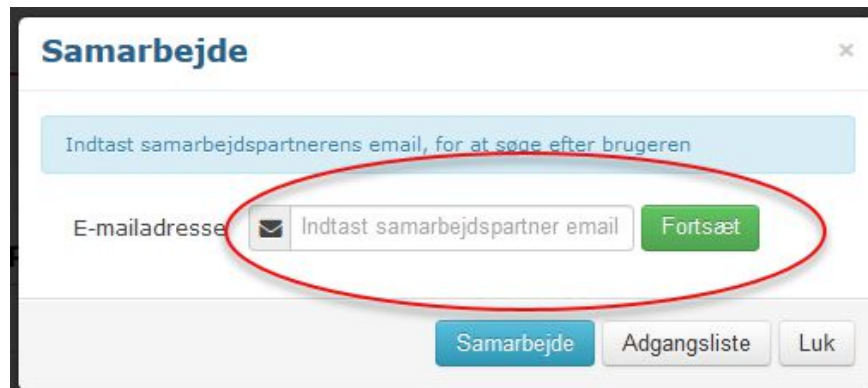 Samarbejde ×
Indtast samarbejdspartnerens email, for at søge efter brugeren
E-mailadresse Indtast samarbejdspartner email Fortsæt
Samarbejde Adgangsliste Luk